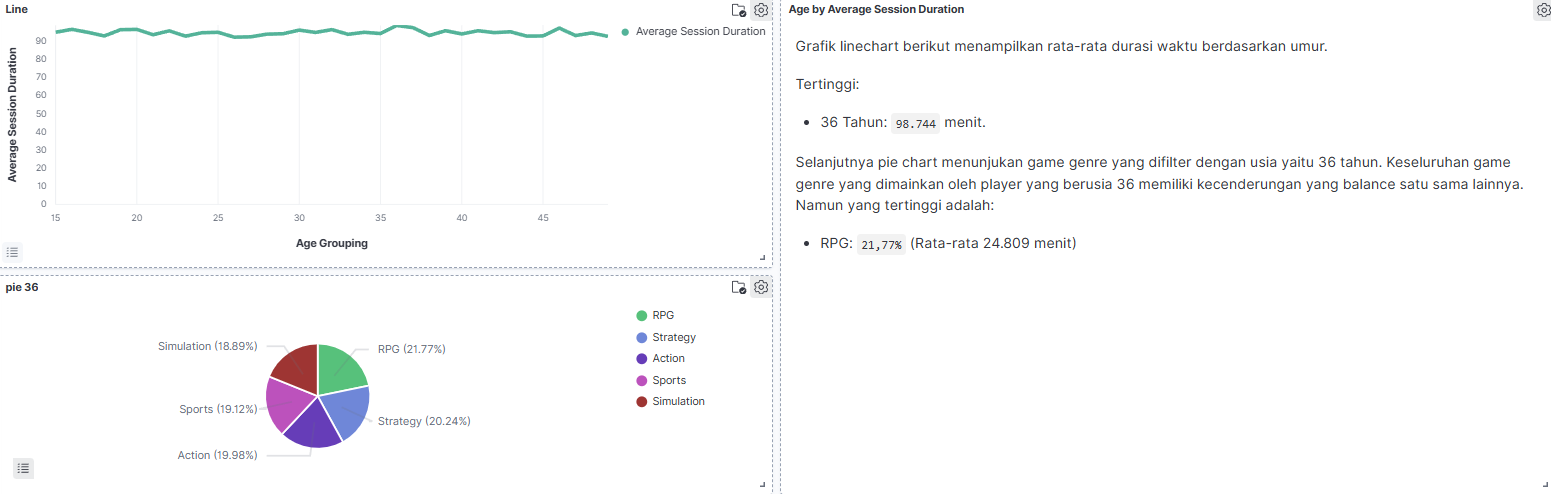 Line
Average Session Duration
90
80
70
60
50
40
30
20
10
0
15
20
25
30
35
40
45
Age Grouping
Average Session Duration
pie 36
Simulation (18.89%)
RPG (21.77%)
Sports (19.12%)
Strategy (20.24%)
Action (19.98%)
RPG
Strategy
Action
Sports
Simulation
Age by Average Session Duration
Grafik linechart berikut menampilkan rata-rata durasi waktu berdasarkan umur.
Tertinggi:
• 36 Tahun: 98.744 menit.
Selanjutnya pie chart menunjukan game genre yang difilter dengan usia yaitu 36 tahun. Keseluruhan game
genre yang dimainkan oleh player yang berusia 36 memiliki kecenderungan yang balance satu sama lainnya.
Namun yang tertinggi adalah:
• RPG: 21,77% (Rata-rata 24.809 menit)